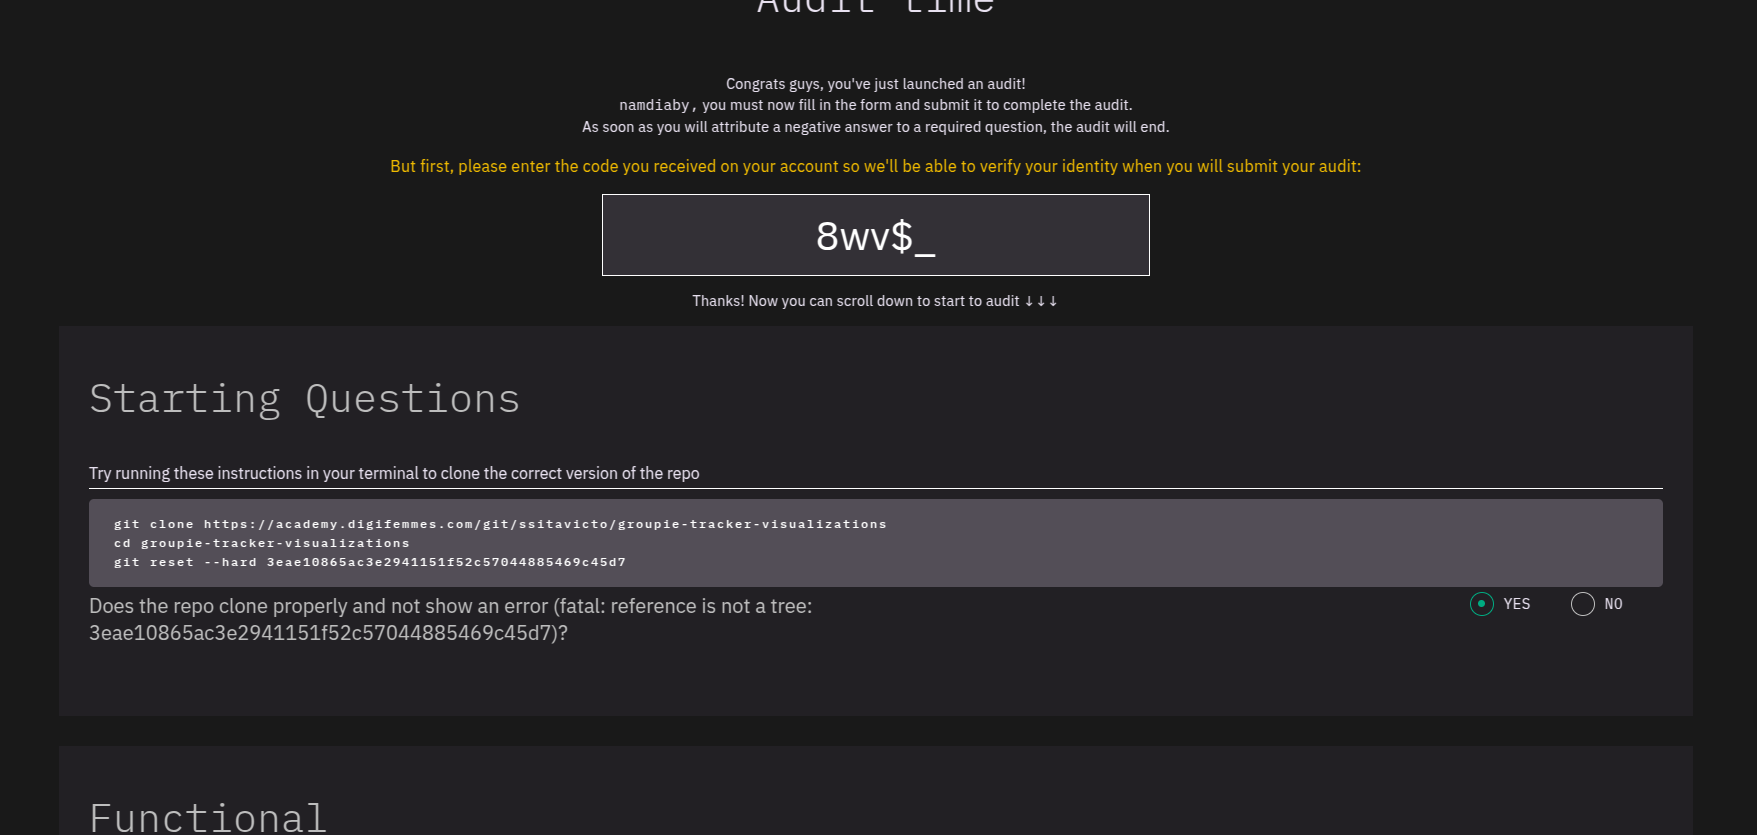 Audit time
Congrats guys, you've just launched an audit!
namdiaby, you must now fill in the form and submit it to complete the audit.
As soon as you will attribute a negative answer to a required question, the audit will end.
But first, please enter the code you received on your account so we'll be able to verify your identity when you will submit your audit:
8wv$_
Thanks! Now you can scroll down to start to audit ↓↓↓
Starting Questions
Try running these instructions in your terminal to clone the correct version of the repo
git clone https://academy.digifemmes.com/git/ssitavicto/groupie-tracker-visualizations
cd groupie-tracker-visualizations
git reset --hard 3eae10865ac3e2941151f52c57044885469c45d7
Does the repo clone properly and not show an error (fatal: reference is not a tree:
3eae10865ac3e2941151f52c57044885469c45d7)?
YES NO
Functional